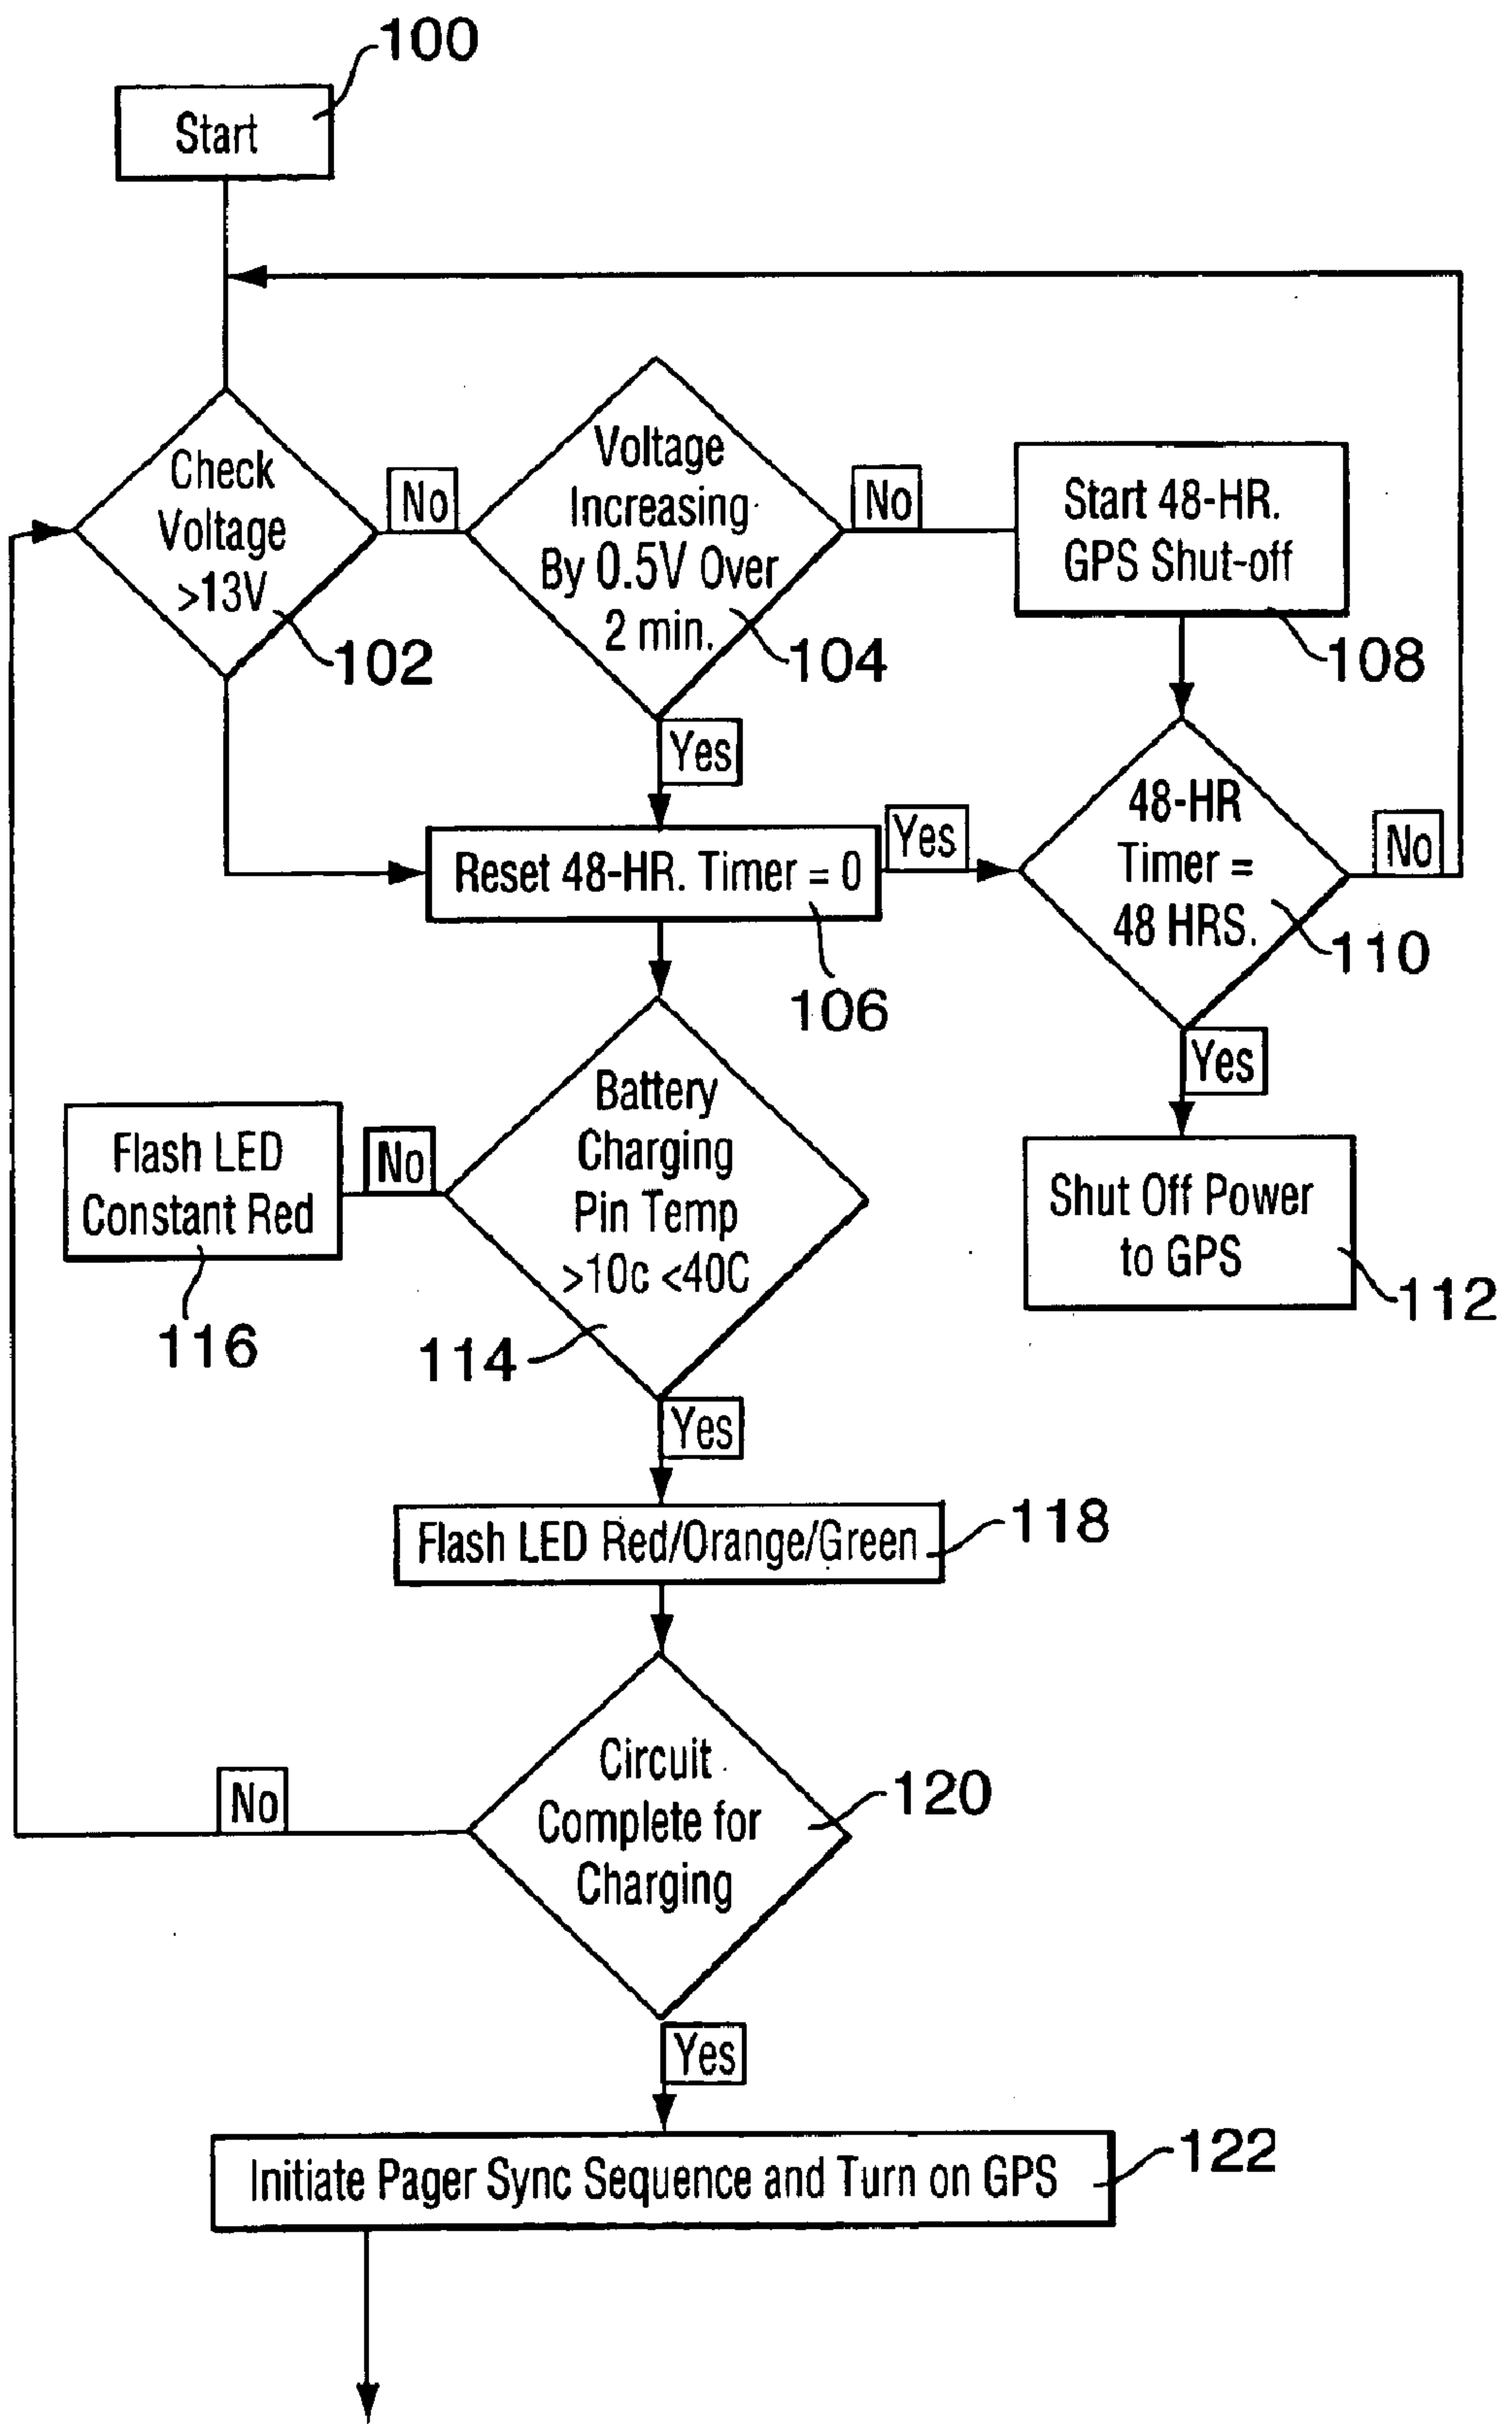 100
Start
Check
Voltage
>13V
102
No
Voltage
Increasing
By 0.5V Over
2 min.
104
No
Start 48-HR.
GPS Shut-off
108
Yes
Reset 48-HR. Timer = 0
106
Yes
48-HR
Timer =
48 HRS.
110
No
Yes
Shut Off Power
to GPS
112
Battery
Charging
Pin Temp
>10c <40C
114
No
Flash LED
Constant Red
116
Yes
Flash LED Red/Orange/Green
118
Circuit
Complete for
Charging
120
No
Yes
Initiate Pager Sync Sequence and Turn on GPS
122